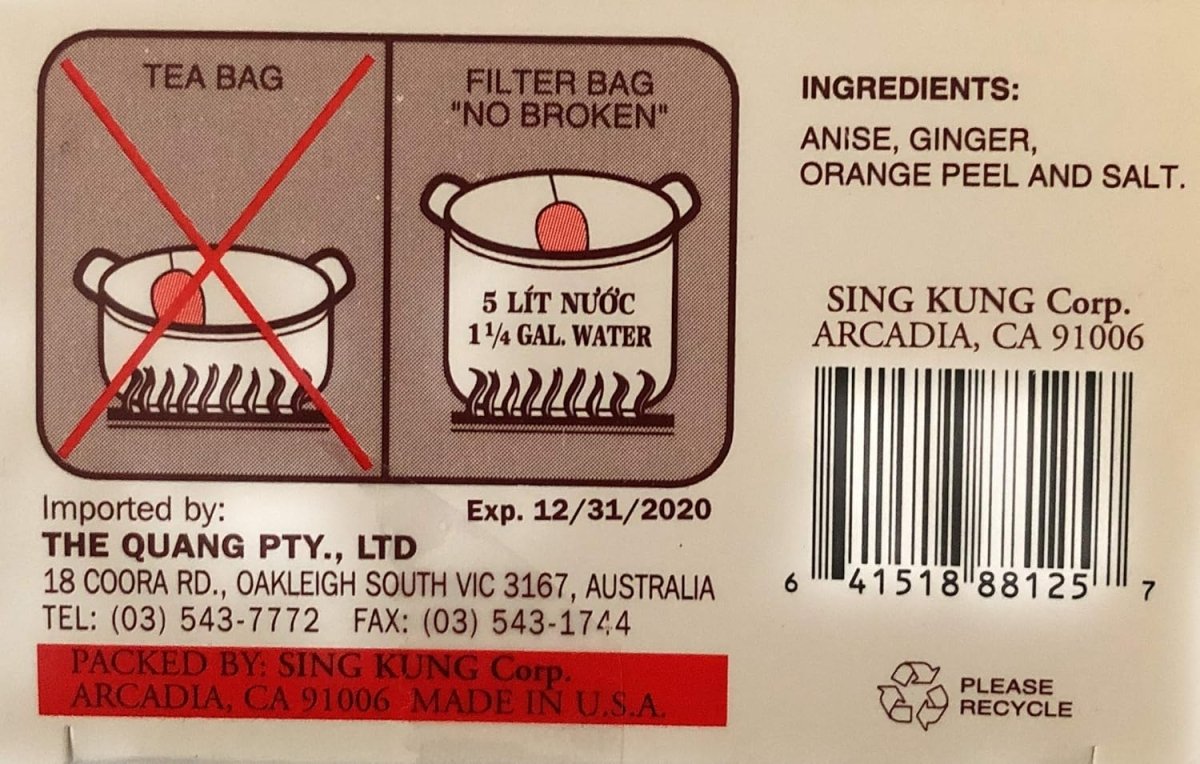 TEA BAG
FILTER BAG
"NO BROKEN"
5 LÍT NƯỚC
1 1/4 GAL. WATER
INGREDIENTS:
ANISE, GINGER,
ORANGE PEEL AND SALT.
SING KUNG Corp.
ARCADIA, CA 91006
6 41518 88125 7
PLEASE
RECYCLE
Imported by:
Exp. 12/31/2020
THE QUANG PTY., LTD
18 COORA RD., OAKLEIGH SOUTH VIC 3167, AUSTRALIA
TEL: (03) 543-7772 FAX: (03) 543-1744
PACKED BY: SING KUNG Corp.
ARCADIA, CA 91006 MADE IN U.S.A.